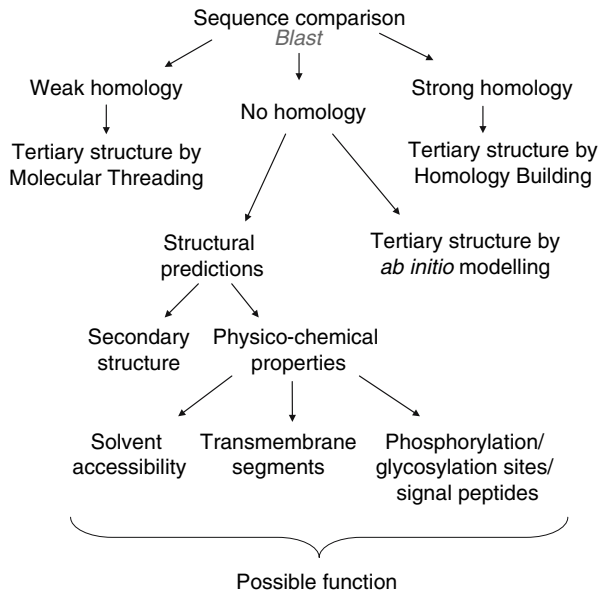 Sequence comparison
Blast
Weak homology
No homology
Strong homology
Tertiary structure by
Molecular Threading
Tertiary structure by
Homology Building
Structural
predictions
Tertiary structure by
ab initio modelling
Secondary
structure
Physico-chemical
properties
Solvent
accessibility
Transmembrane
segments
Phosphorylation/
glycosylation sites/
signal peptides
Possible function